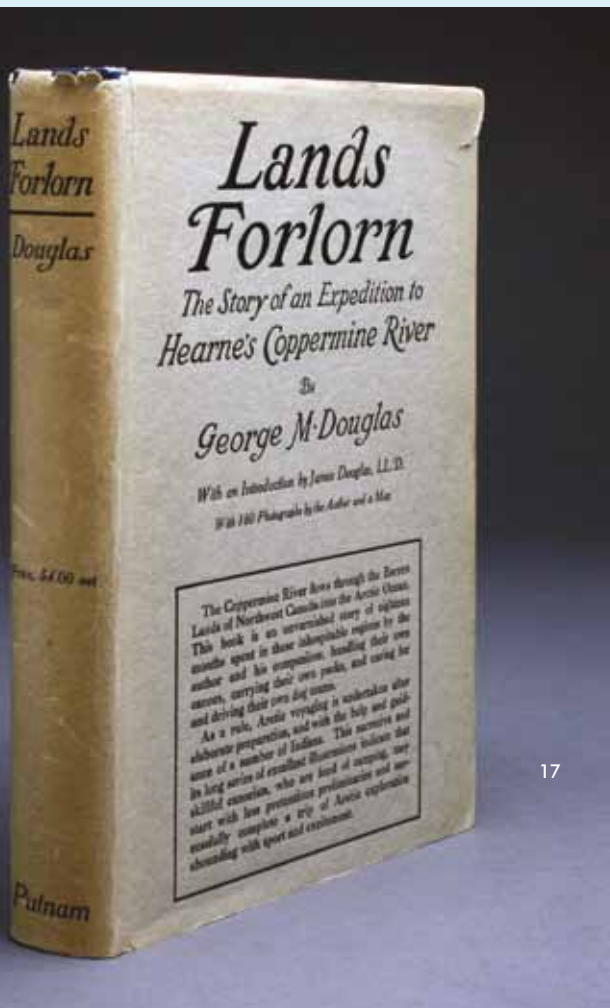 Lands
Forlorn
Douglas
Price, $4.00 net
Putnam
Lands
Forlorn
The Story of an Expedition to
Hearne's Coppermine River
By
George M. Douglas
With an Introduction by James Douglas, LL.D.
With 180 Photographs by the Author and a Map
The Coppermine River flows through the Barren
Lands of Northwest Canada into the Arctic Ocean.
This book is an unvarnished story of eighteen
months spent in these inhospitable regions by the
author and his companion, handling their own
canoes, carrying their own packs, and caring for
and driving their own dog teams.
As a rule, Arctic voyaging is undertaken after
elaborate preparation, and with the help and guid-
ance of a number of Indians. This narrative and
its long series of excellent illustrations indicate that
skillful canoeists, who are fond of camping, may
start with less pretentious preliminaries and suc-
cessfully complete a trip of Arctic exploration
abounding with sport and excitement.
17